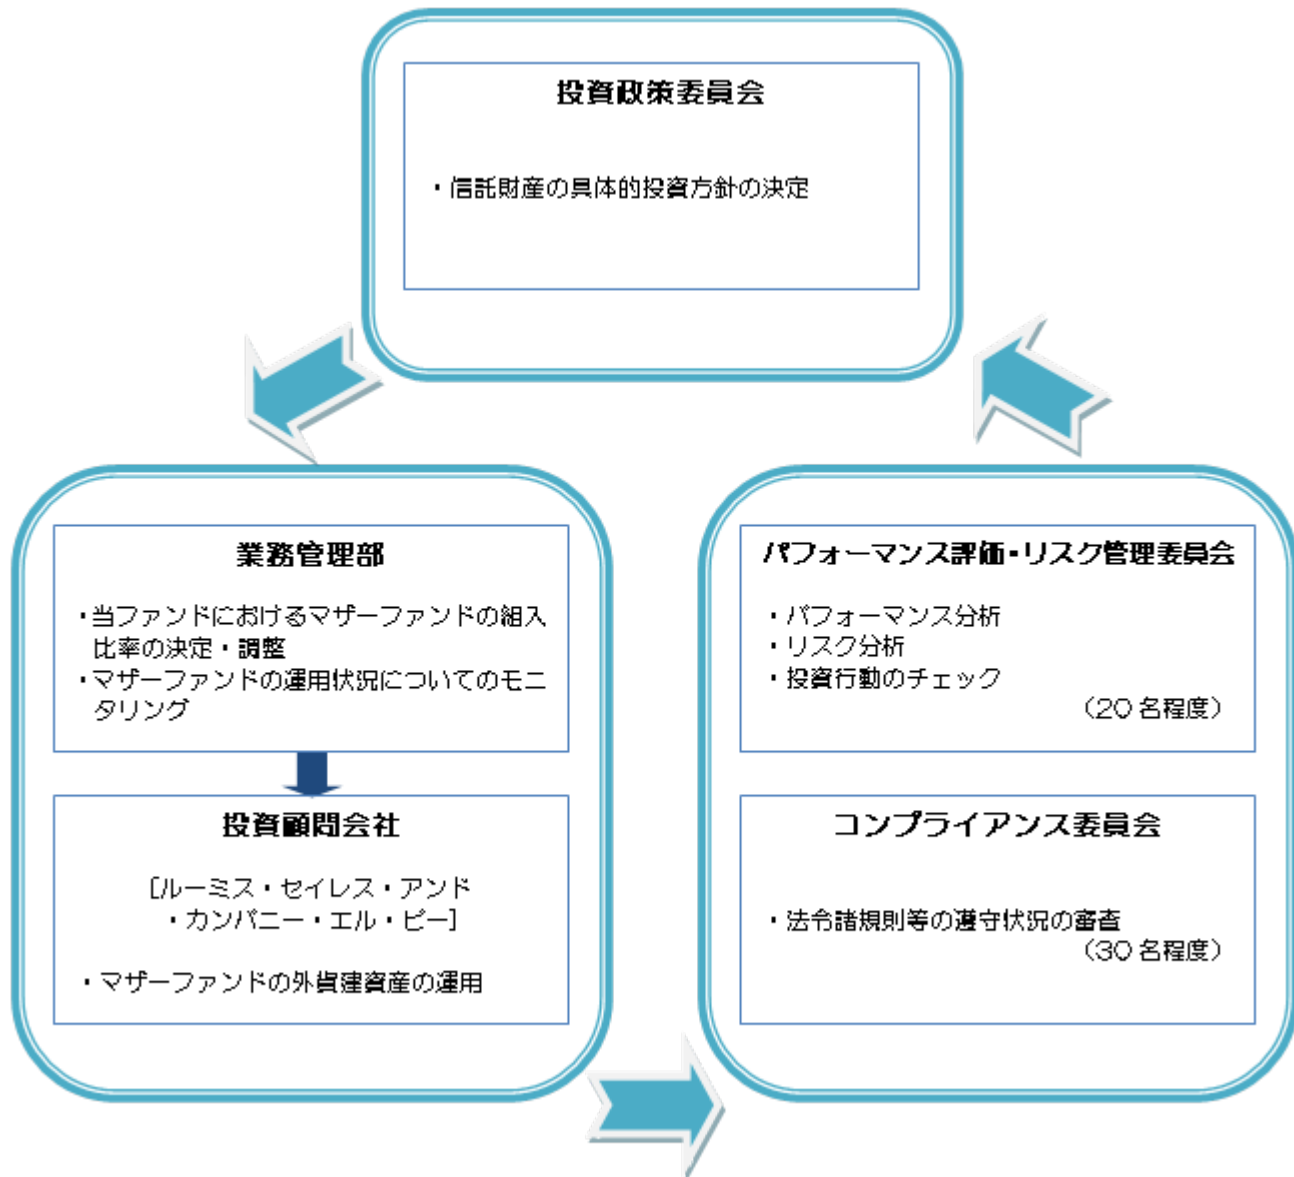 投資政策委員会
・信託財産の具体的投資方針の決定
業務管理部
・当ファンドにおけるマザーファンドの組入
比率の決定・調整
・マザーファンドの運用状況についてのモニ
タリング
投資顧問会社
[ルーミス・セイレス・アンド
・カンパニー・エル・ピー]
・マザーファンドの外貨建資産の運用
パフォーマンス評価・リスク管理委員会
・パフォーマンス分析
・リスク分析
・投資行動のチェック
（20名程度）
コンプライアンス委員会
・法令諸規則等の遵守状況の審査
（30名程度）